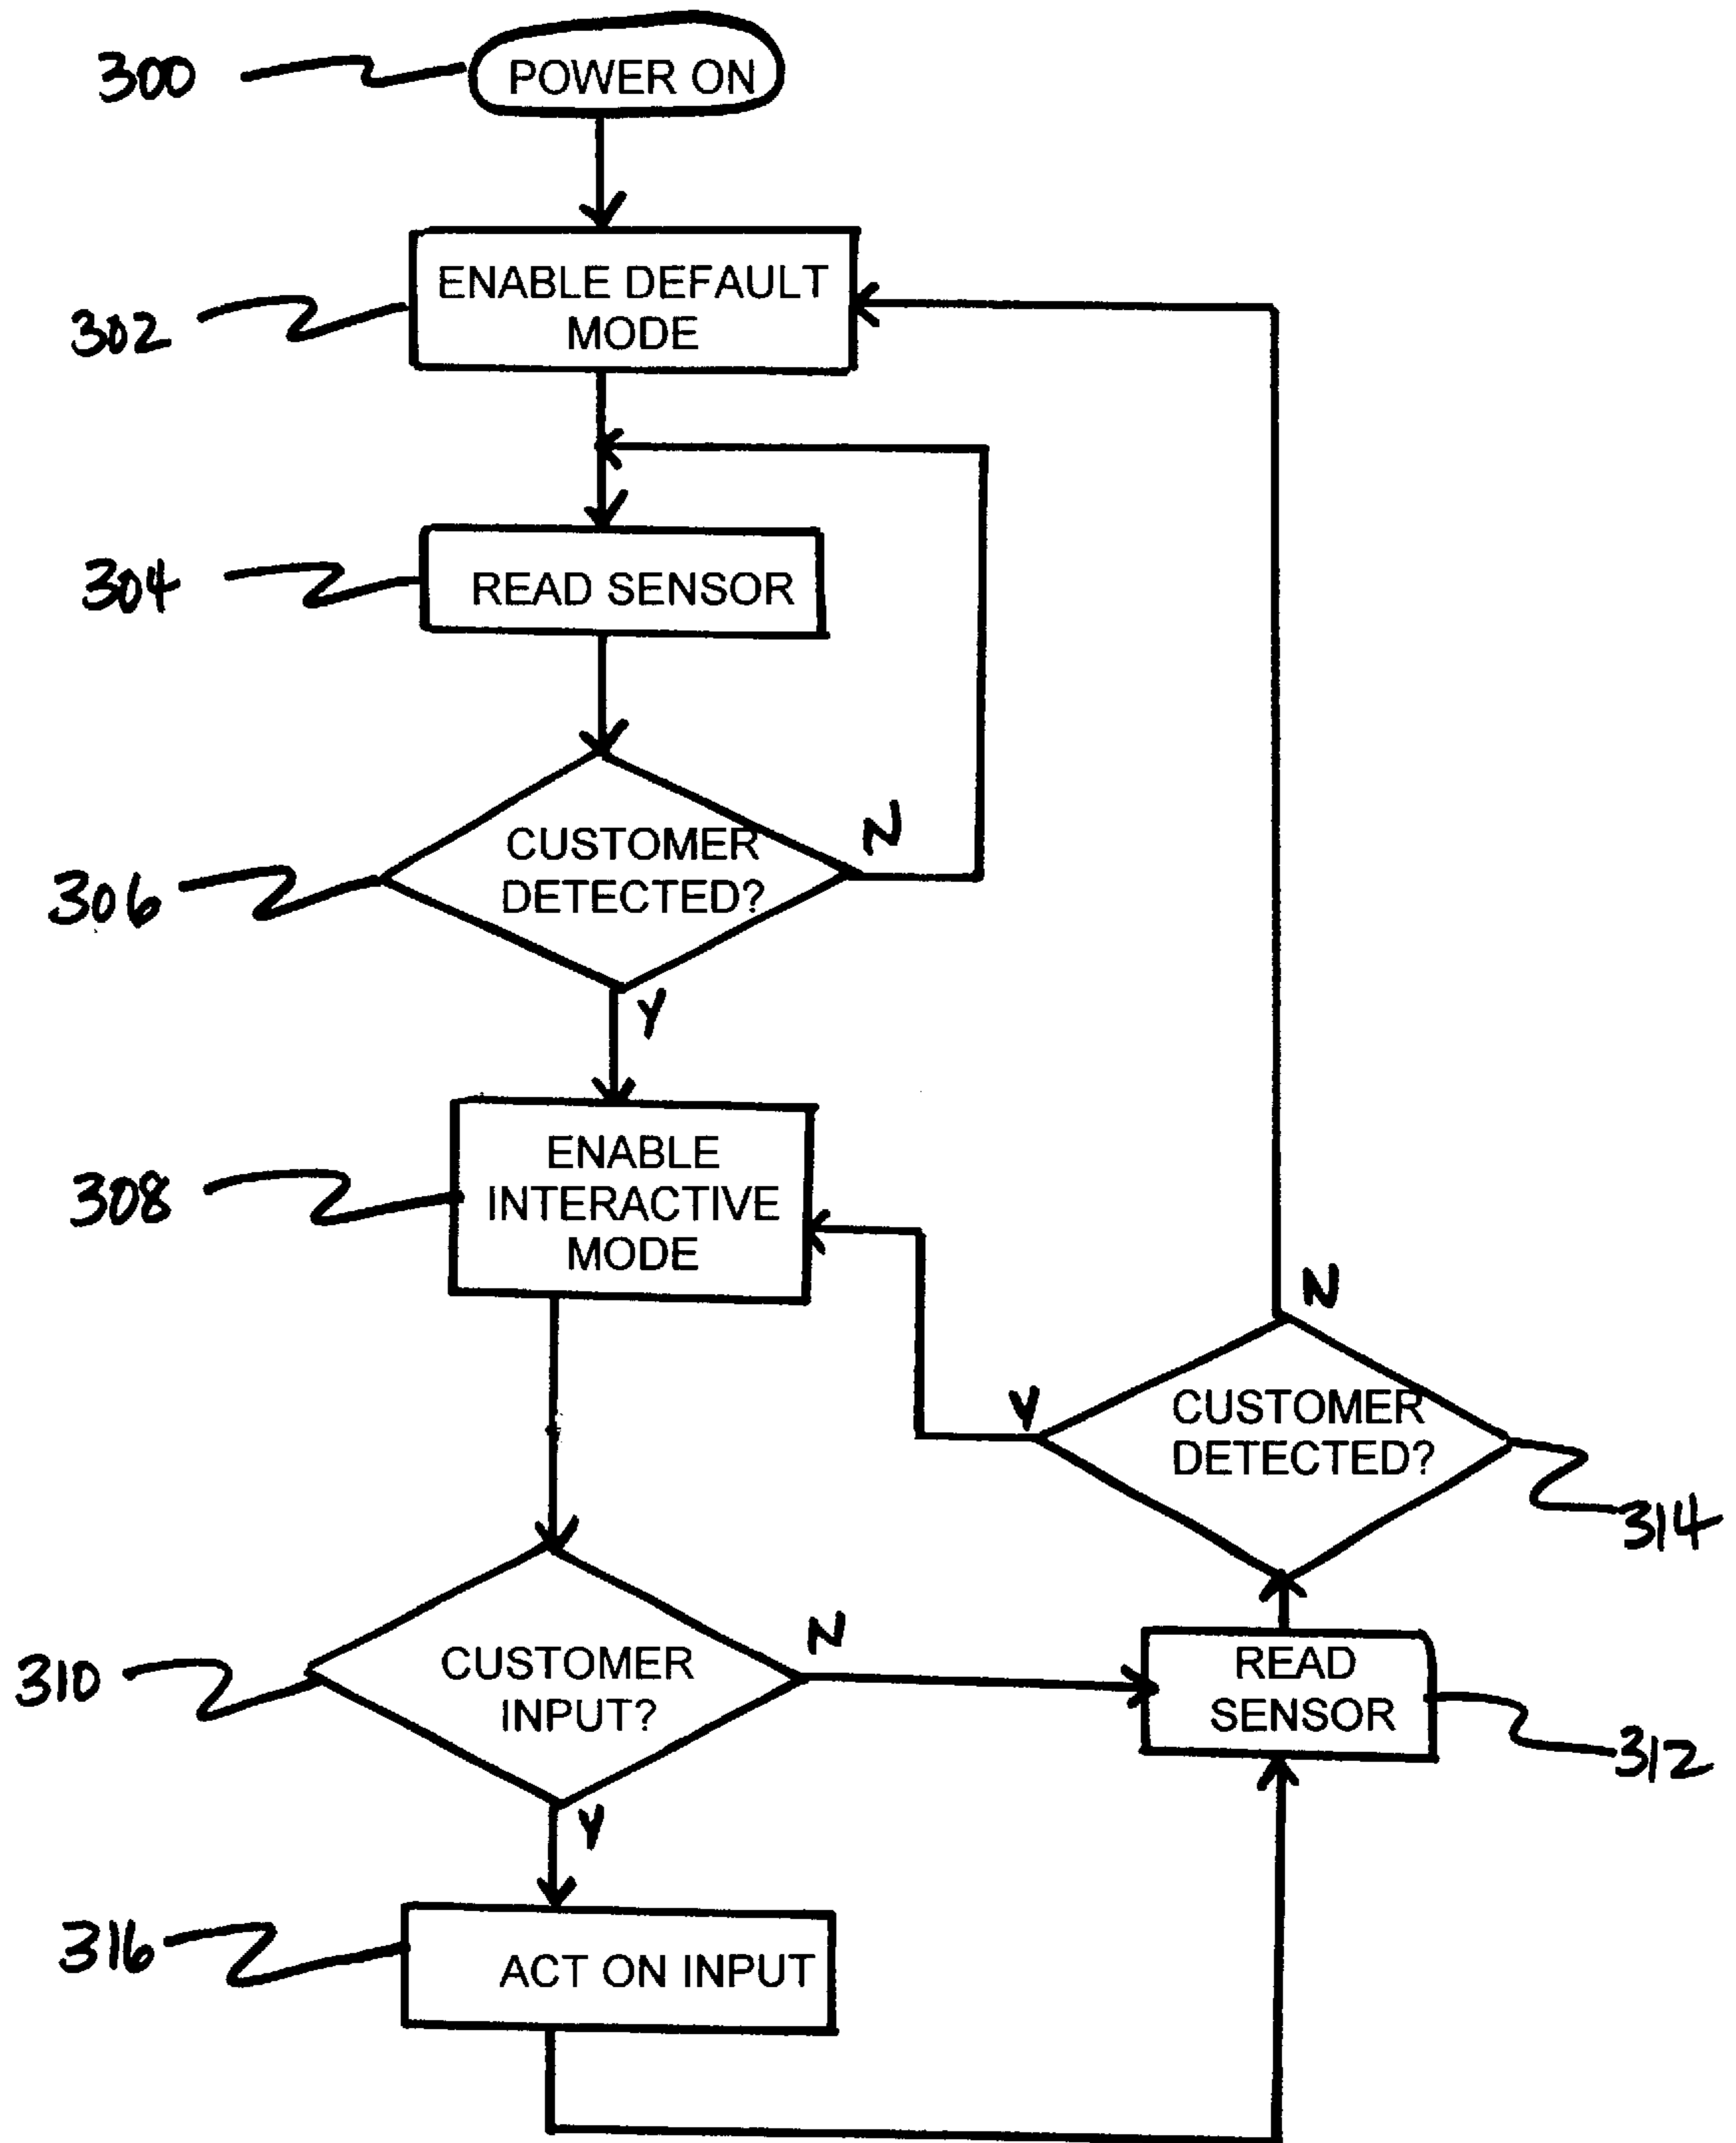 300
POWER ON
302
ENABLE DEFAULT
MODE
304
READ SENSOR
306
CUSTOMER
DETECTED?
N
Y
308
ENABLE
INTERACTIVE
MODE
N
Y
CUSTOMER
DETECTED?
314
310
CUSTOMER
INPUT?
N
Y
READ
SENSOR
312
316
ACT ON INPUT